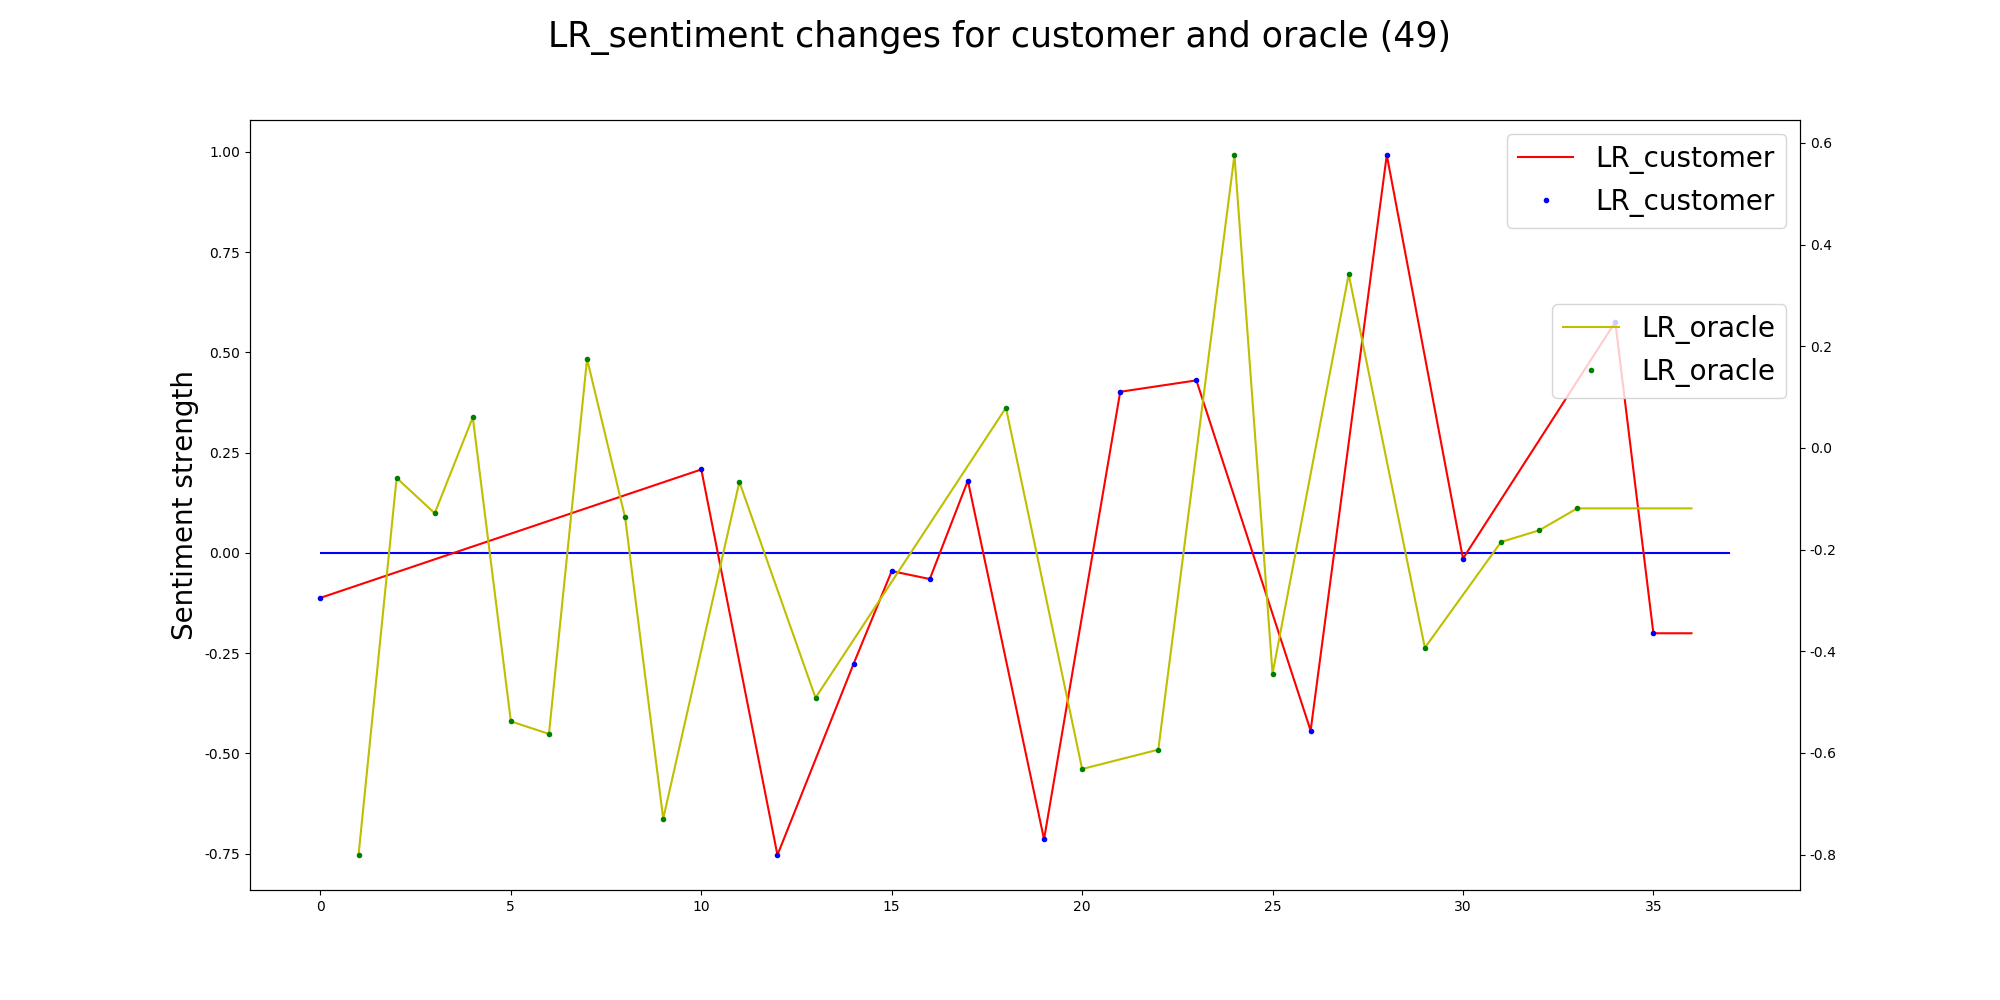 LR_sentiment changes for customer and oracle (49)
Sentiment strength
1.00
0.75
0.50
0.25
0.00
-0.25
-0.50
-0.75
0 5 10 15 20 25 30 35
0.6
0.4
0.2
0.0
-0.2
-0.4
-0.6
-0.8
LR_customer
LR_customer
LR_oracle
LR_oracle